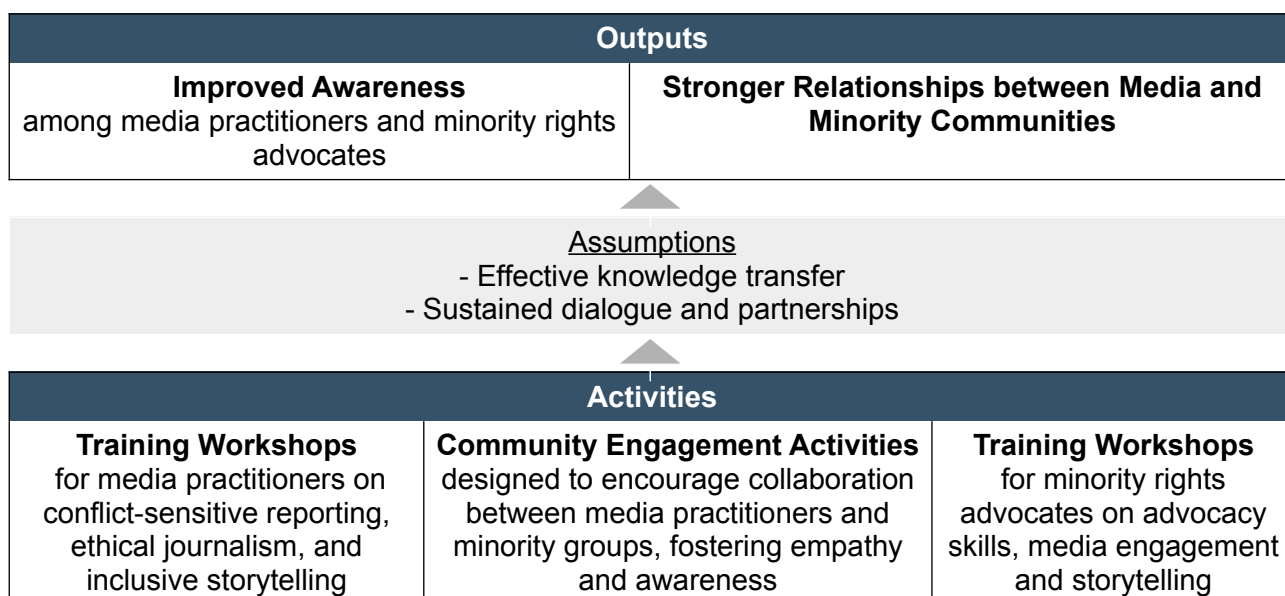 Outputs
Improved Awareness
among media practitioners and minority rights
advocates
Stronger Relationships between Media and
Minority Communities
Assumptions
- Effective knowledge transfer
- Sustained dialogue and partnerships
Activities
Training Workshops
for media practitioners on
conflict-sensitive reporting,
ethical journalism, and
inclusive storytelling
Community Engagement Activities
designed to encourage collaboration
between media practitioners and
minority groups, fostering empathy
and awareness
Training Workshops
for minority rights
advocates on advocacy
skills, media engagement
and storytelling